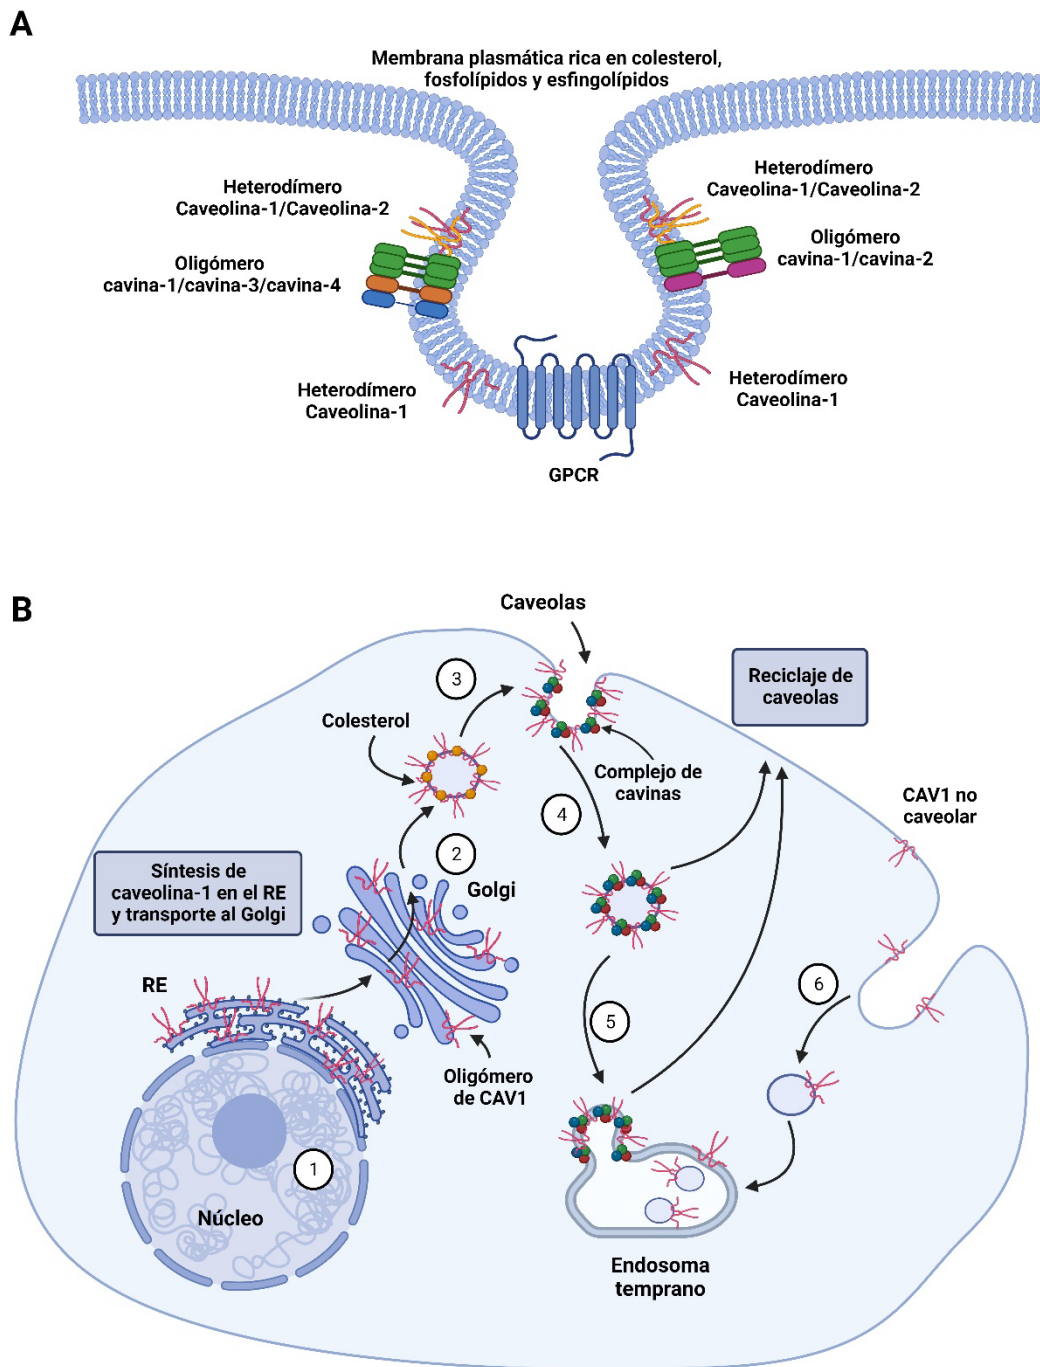 A
Membrana plasmática rica en colesterol,
fosfolípidos y esfingolípidos
Heterodímero
Caveolina-1/Caveolina-2
Heterodímero
Caveolina-1/Caveolina-2
Oligómero
cavina-1/cavina-3/cavina-4
Oligómero
cavina-1/cavina-2
Heterodímero
Caveolina-1
Heterodímero
Caveolina-1
GPCR
B
Caveolas
3
Reciclaje de
caveolas
Colesterol
Complejo de
cavinas
CAV1 no
caveolar
4
2
Síntesis de
caveolina-1 en el RE
y transporte al Golgi
Golgi
RE
6
5
Oligómero
de CAV1
1
Núcleo
Endosoma
temprano